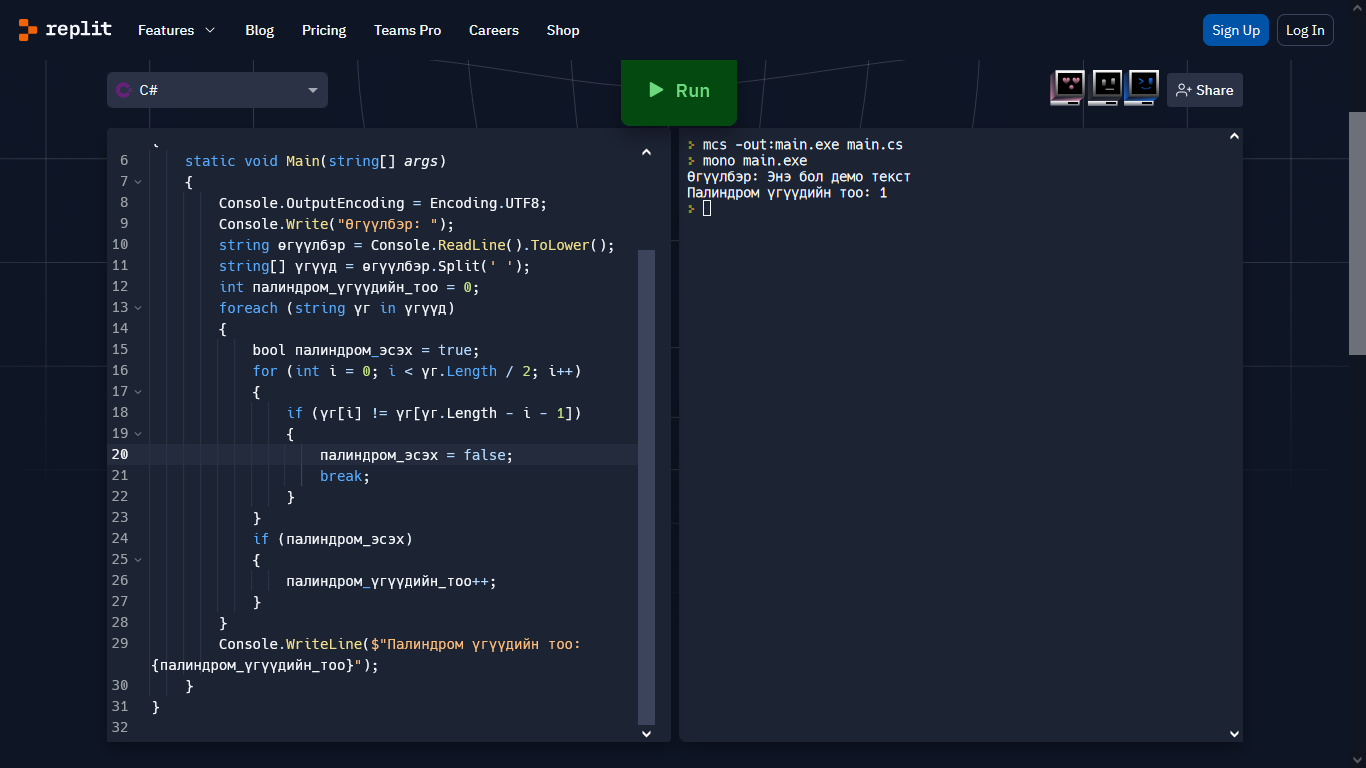 replit Features Blog Pricing Teams Pro Careers Shop Sign Up Log In
C# Run Share
{
6 static void Main(string[] args)
7 {
8 Console.OutputEncoding = Encoding.UTF8;
9 Console.Write("Өгүүлбэр: ");
10 string өгүүлбэр = Console.ReadLine().ToLower();
11 string[] үгүүд = өгүүлбэр.Split(' ');
12 int палиндром_үгүүдийн_тоо = 0;
13 foreach (string үг in үгүүд)
14 {
15 bool палиндром_эсэх = true;
16 for (int i = 0; i < үг.Length / 2; i++)
17 {
18 if (үг[i] != үг[үг.Length - i - 1])
19 {
20 палиндром_эсэх = false;
21 break;
22 }
23 }
24 if (палиндром_эсэх)
25 {
26 палиндром_үгүүдийн_тоо++;
27 }
28 }
29 Console.WriteLine($"Палиндром үгүүдийн тоо:
{палиндром_үгүүдийн_тоо}");
30 }
31 }
32
mcs -out:main.exe main.cs
mono main.exe
Өгүүлбэр: Энэ бол демо текст
Палиндром үгүүдийн тоо: 1